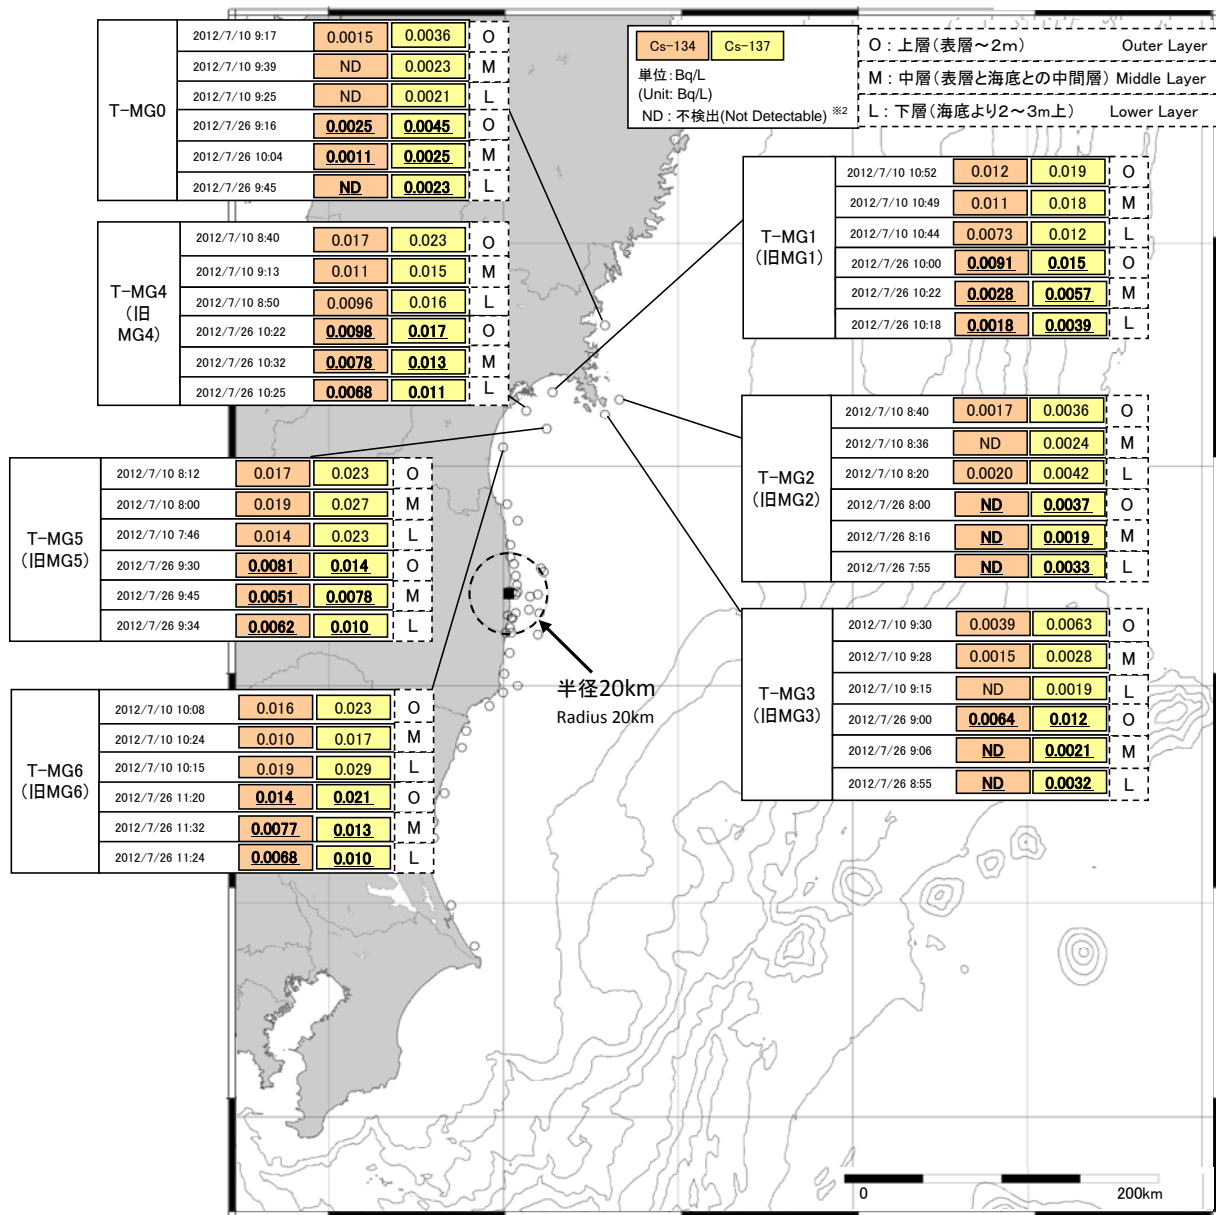 T-MG0
2012/7/10 9:17 0.0015 0.0036 O
2012/7/10 9:39 ND 0.0023 M
2012/7/10 9:25 ND 0.0021 L
2012/7/26 9:16 0.0025 0.0045 O
2012/7/26 10:04 0.0011 0.0025 M
2012/7/26 9:45 ND 0.0023 L
Cs-134 Cs-137
単位:Bq/L
(Unit: Bq/L)
ND:不検出(Not Detectable) ※2
O:上層(表層～2m) Outer Layer
M:中層(表層と海底との中間層) Middle Layer
L:下層(海底より2～3m上) Lower Layer
T-MG4
(旧
MG4)
2012/7/10 8:40 0.017 0.023 O
2012/7/10 9:13 0.011 0.015 M
2012/7/10 8:50 0.0096 0.016 L
2012/7/26 10:22 0.0098 0.017 O
2012/7/26 10:32 0.0078 0.013 M
2012/7/26 10:25 0.0068 0.011 L
T-MG1
(旧MG1)
2012/7/10 10:52 0.012 0.019 O
2012/7/10 10:49 0.011 0.018 M
2012/7/10 10:44 0.0073 0.012 L
2012/7/26 10:00 0.0091 0.015 O
2012/7/26 10:22 0.0028 0.0057 M
2012/7/26 10:18 0.0018 0.0039 L
T-MG5
(旧MG5)
2012/7/10 8:12 0.017 0.023 O
2012/7/10 8:00 0.019 0.027 M
2012/7/10 7:46 0.014 0.023 L
2012/7/26 9:30 0.0081 0.014 O
2012/7/26 9:45 0.0051 0.0078 M
2012/7/26 9:34 0.0062 0.010 L
T-MG2
(旧MG2)
2012/7/10 8:40 0.0017 0.0036 O
2012/7/10 8:36 ND 0.0024 M
2012/7/10 8:20 0.0020 0.0042 L
2012/7/26 8:00 ND 0.0037 O
2012/7/26 8:16 ND 0.0019 M
2012/7/26 7:55 ND 0.0033 L
T-MG3
(旧MG3)
2012/7/10 9:30 0.0039 0.0063 O
2012/7/10 9:28 0.0015 0.0028 M
2012/7/10 9:15 ND 0.0019 L
2012/7/26 9:00 0.0064 0.012 O
2012/7/26 9:06 ND 0.0021 M
2012/7/26 8:55 ND 0.0032 L
半径20km
Radius 20km
T-MG6
(旧MG6)
2012/7/10 10:08 0.016 0.023 O
2012/7/10 10:24 0.010 0.017 M
2012/7/10 10:15 0.019 0.029 L
2012/7/26 11:20 0.014 0.021 O
2012/7/26 11:32 0.0077 0.013 M
2012/7/26 11:24 0.0068 0.010 L
0 200km